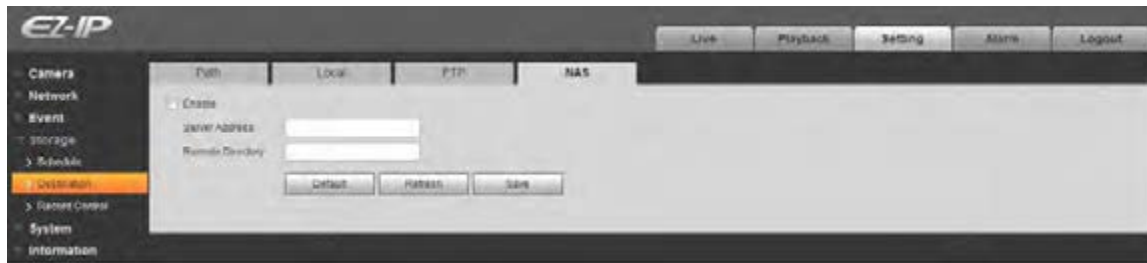 EZ-IP
Live Playback Setting Alarm Logout
Camera
Network
Event
Storage
Schedule
Destination
Record Control
System
Information
Path Local FTP NAS
Enable
Server Address
Remote Directory
Default Refresh Save